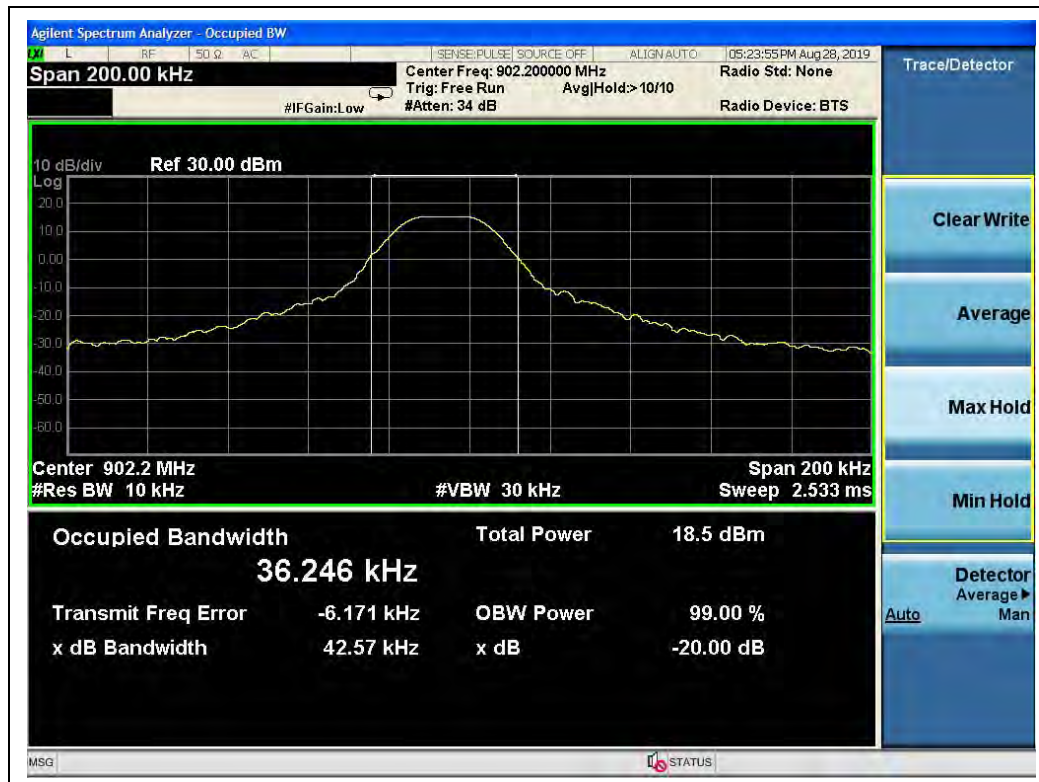 Agilent Spectrum Analyzer - Occupied BW
LXI L RF 50 Ω AC SENSE:PULSE SOURCE OFF ALIGN AUTO 05:23:55 PM Aug 28, 2019
Span 200.00 kHz
Center Freq: 902.200000 MHz
Radio Std: None
Trig: Free Run Avg|Hold:>10/10
#IFGain:Low
#Atten: 34 dB
Radio Device: BTS
10 dB/div Ref 30.00 dBm
Log
20.0
10.0
0.00
-10.0
-20.0
-30.0
-40.0
-50.0
-60.0
Center 902.2 MHz Span 200 kHz
#Res BW 10 kHz #VBW 30 kHz Sweep 2.533 ms
Occupied Bandwidth Total Power 18.5 dBm
36.246 kHz
Transmit Freq Error -6.171 kHz OBW Power 99.00 %
x dB Bandwidth 42.57 kHz x dB -20.00 dB
MSG STATUS
Trace/Detector
Clear Write
Average
Max Hold
Min Hold
Detector
Average▶
Auto Man